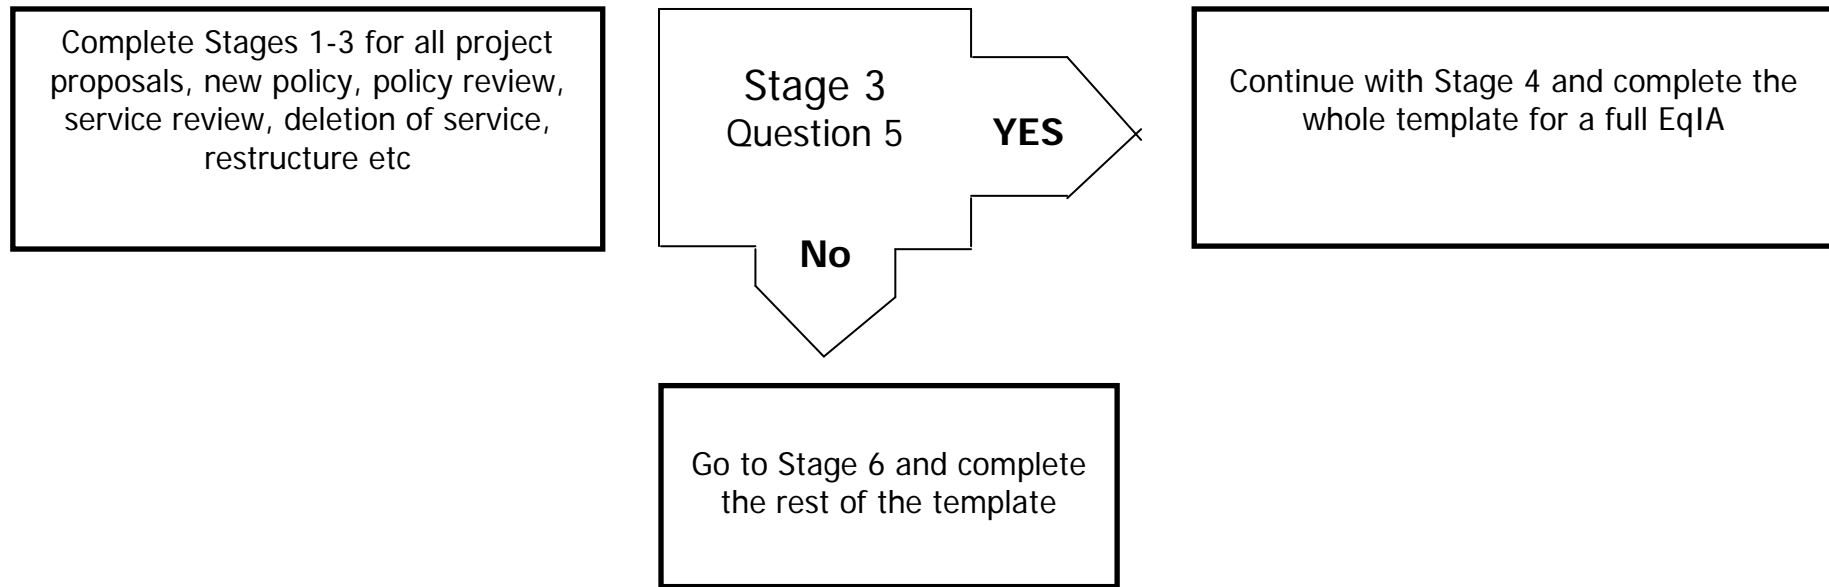 Complete Stages 1-3 for all project
proposals, new policy, policy review,
service review, deletion of service,
restructure etc
Stage 3
Question 5
YES
No
Continue with Stage 4 and complete the
whole template for a full EqIA
Go to Stage 6 and complete
the rest of the template